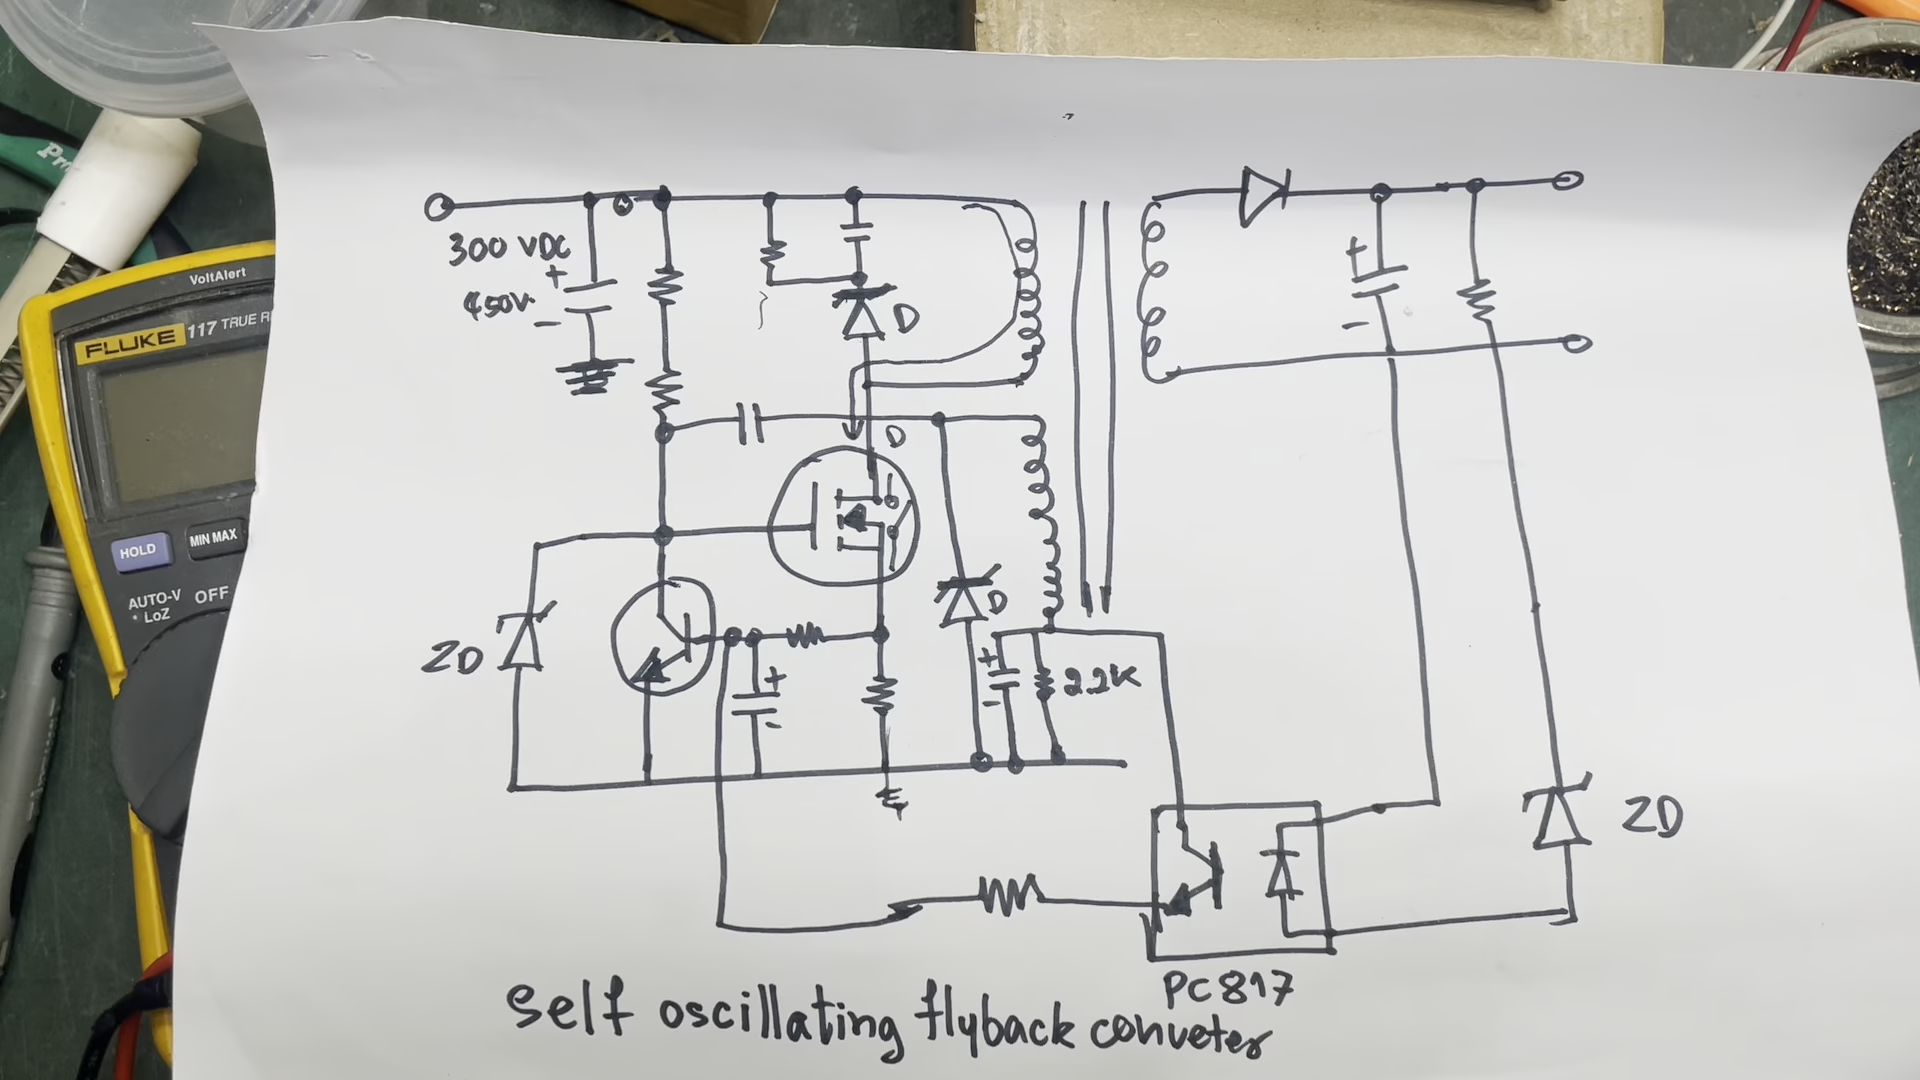 Pro
VoltAlert
FLUKE 117 TRUE R
HOLD
MIN MAX
AUTO-V
LoZ
OFF
300 VDC
+
450V
-
D
D
+
-
ZD
+
-
D
+
-
2.2K
ZD
PC817
Self oscillating flyback conveter